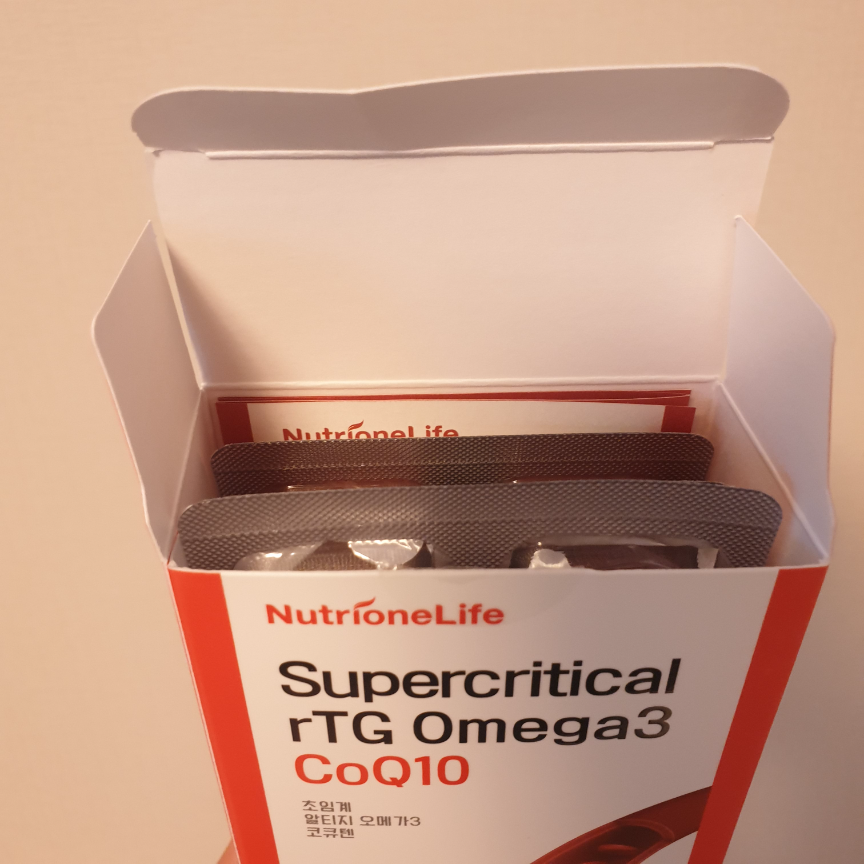 NutrioneLife
NutrioneLife
Supercritical
rTG Omega3
CoQ10
초임계
알티지 오메가3
코큐텐